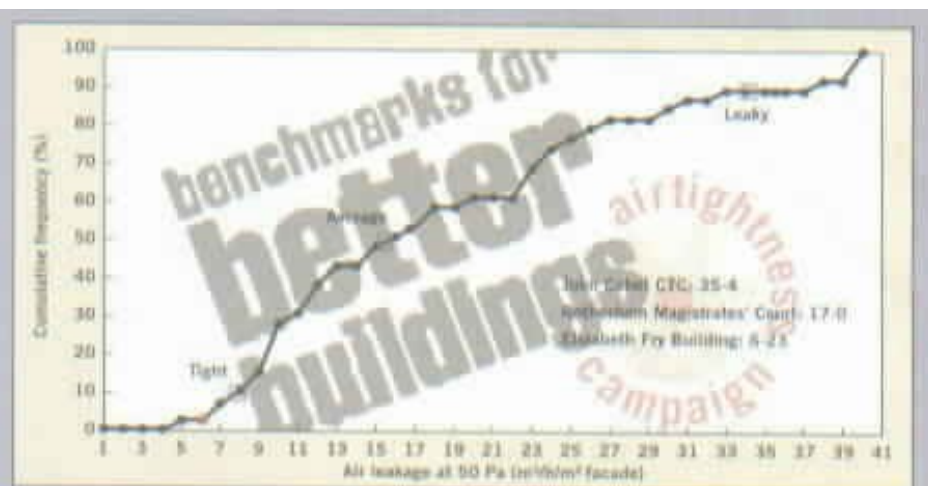 benchmarks for
better
buildings
airtightness
campaign
Cumulative frequency (%)
100
90
80
70
60
50
40
30
20
10
0
Tight
Average
Leaky
John Cabot CTC: 35-4
Rotherham Magistrates' Court: 17-0
Elizabeth Fry Building: 6-23
1 3 5 7 9 11 13 15 17 19 21 23 25 27 29 31 33 35 37 39 41
Air leakage at 50 Pa (m³/h/m² facade)